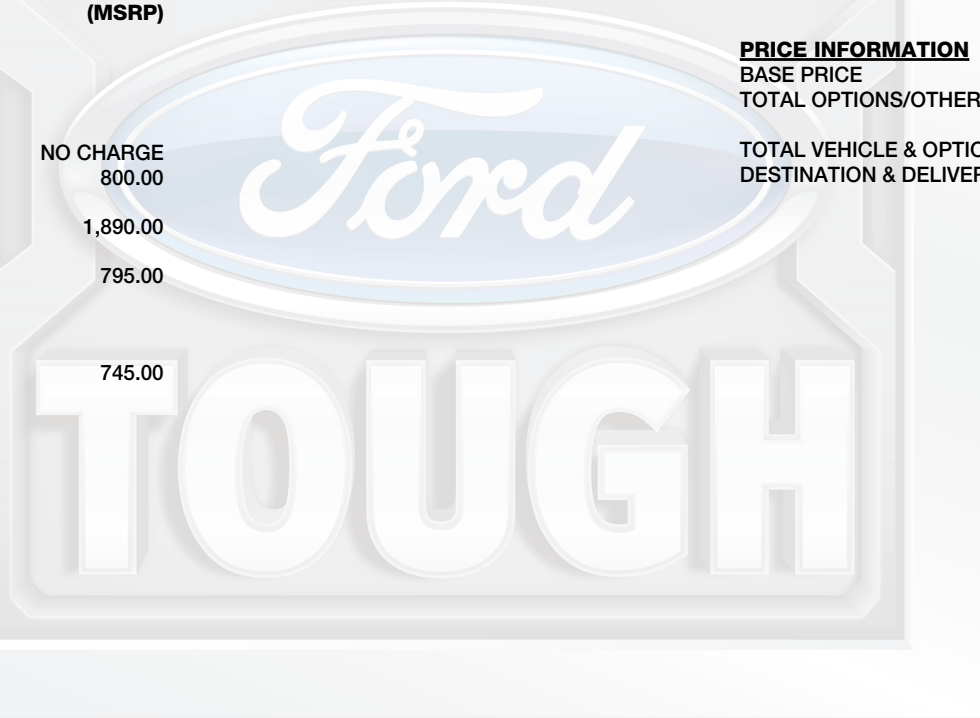 (MSRP)
NO CHARGE
800.00
1,890.00
795.00
745.00
PRICE INFORMATION
BASE PRICE
TOTAL OPTIONS/OTHER
TOTAL VEHICLE & OPTIO
DESTINATION & DELIVER
Ford
TOUGH